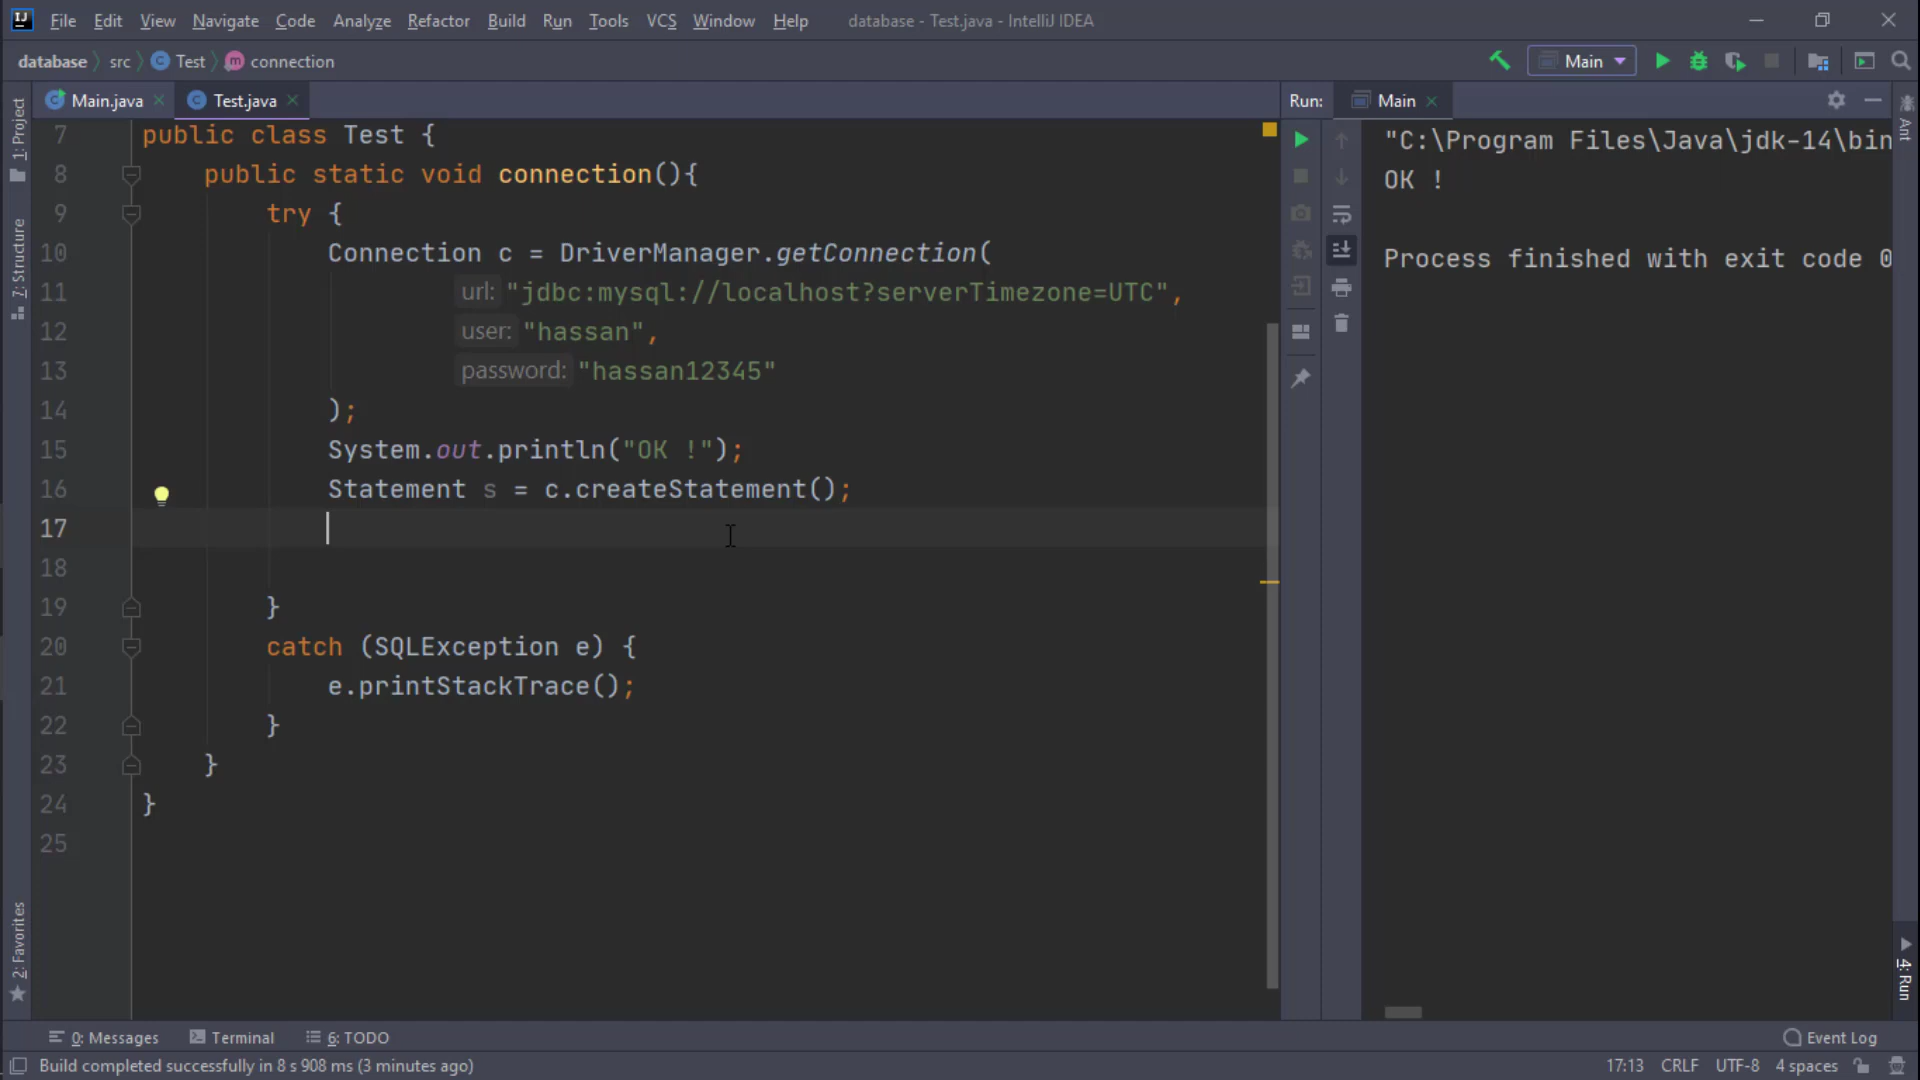 File Edit View Navigate Code Analyze Refactor Build Run Tools VCS Window Help database - Test.java - IntelliJ IDEA
database src Test connection Main
Main.java Test.java Run: Main
1: Project
7: Structure
2: Favorites
7 public class Test {
8 public static void connection(){
9 try {
10 Connection c = DriverManager.getConnection(
11 url: "jdbc:mysql://localhost?serverTimezone=UTC",
12 user: "hassan",
13 password: "hassan12345"
14 );
15 System.out.println("OK !");
16 Statement s = c.createStatement();
17
18
19 }
20 catch (SQLException e) {
21 e.printStackTrace();
22 }
23 }
24 }
25
"C:\Program Files\Java\jdk-14\bin
OK !
Process finished with exit code 0
Ant
4: Run
0: Messages Terminal 6: TODO Event Log
Build completed successfully in 8 s 908 ms (3 minutes ago) 17:13 CRLF UTF-8 4 spaces